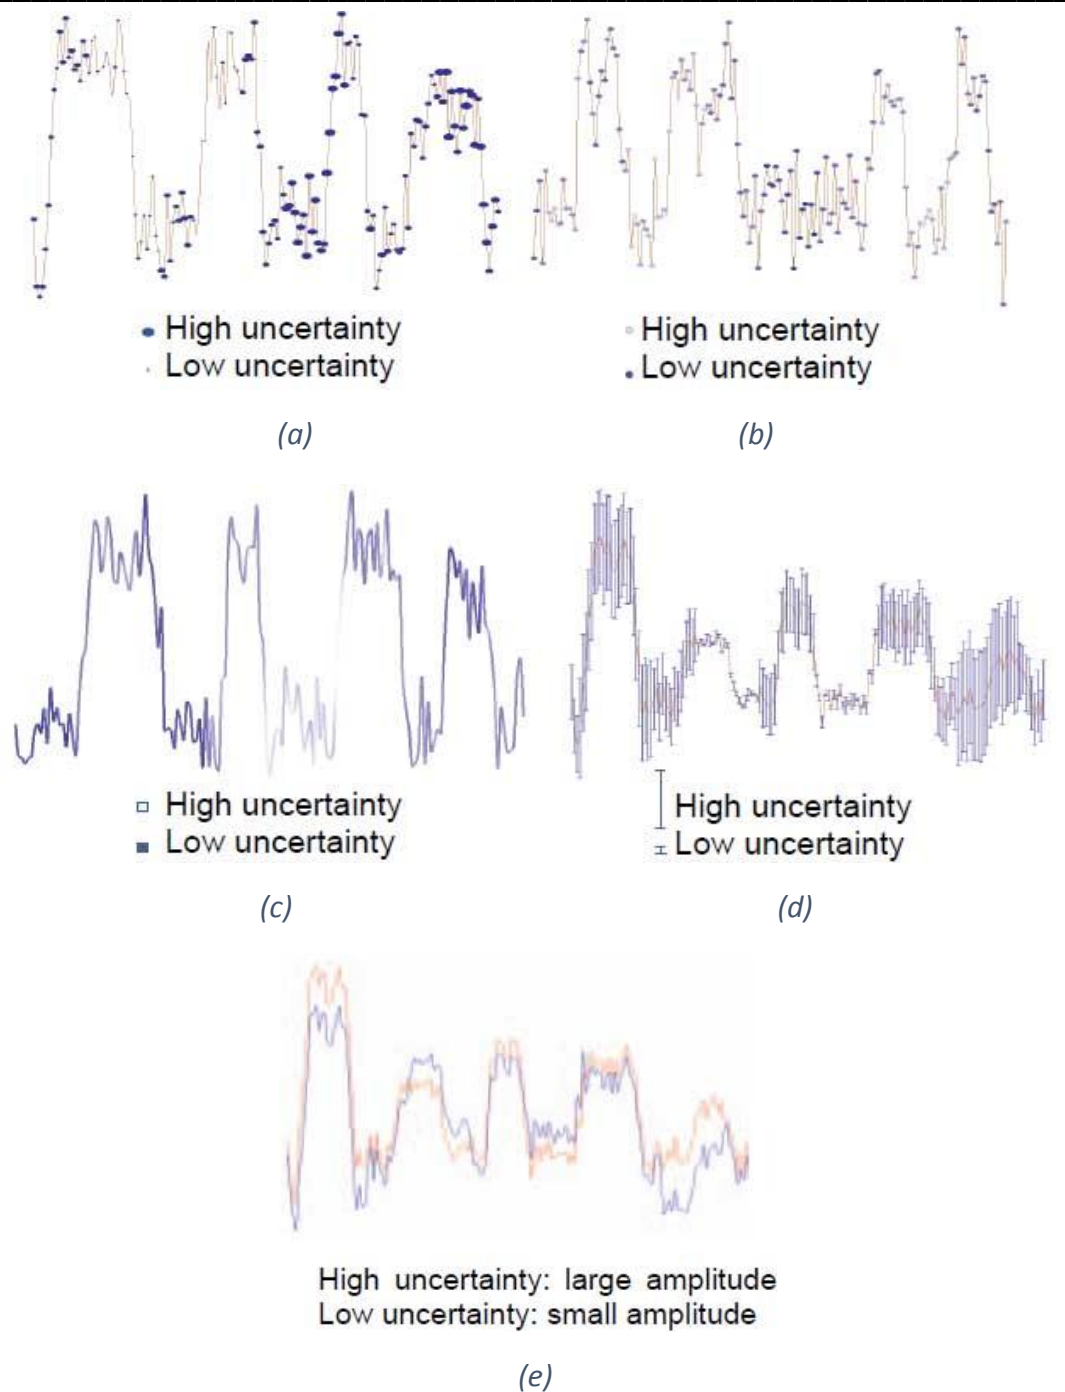 High uncertainty
Low uncertainty
(a)
High uncertainty
Low uncertainty
(b)
High uncertainty
Low uncertainty
(c)
High uncertainty
Low uncertainty
(d)
High uncertainty: large amplitude
Low uncertainty: small amplitude
(e)